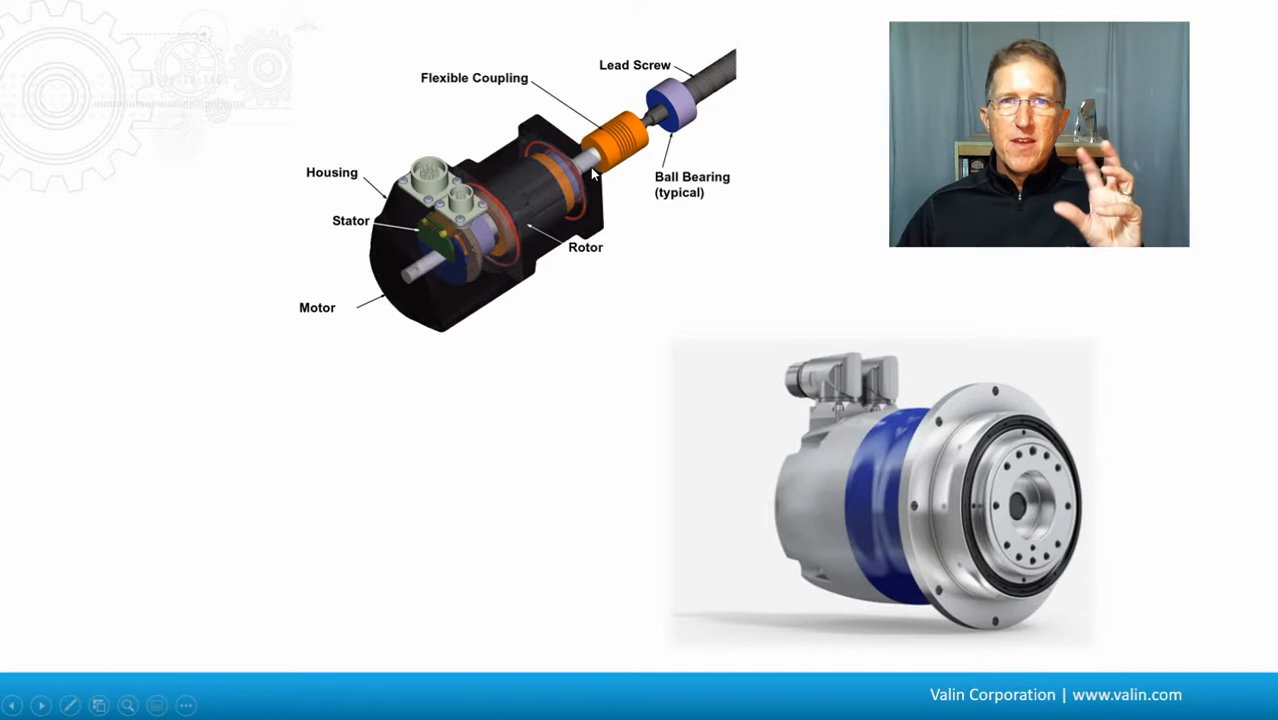 Lead Screw
Flexible Coupling
Housing
Ball Bearing
(typical)
Stator
Rotor
Motor
Valin Corporation | www.valin.com